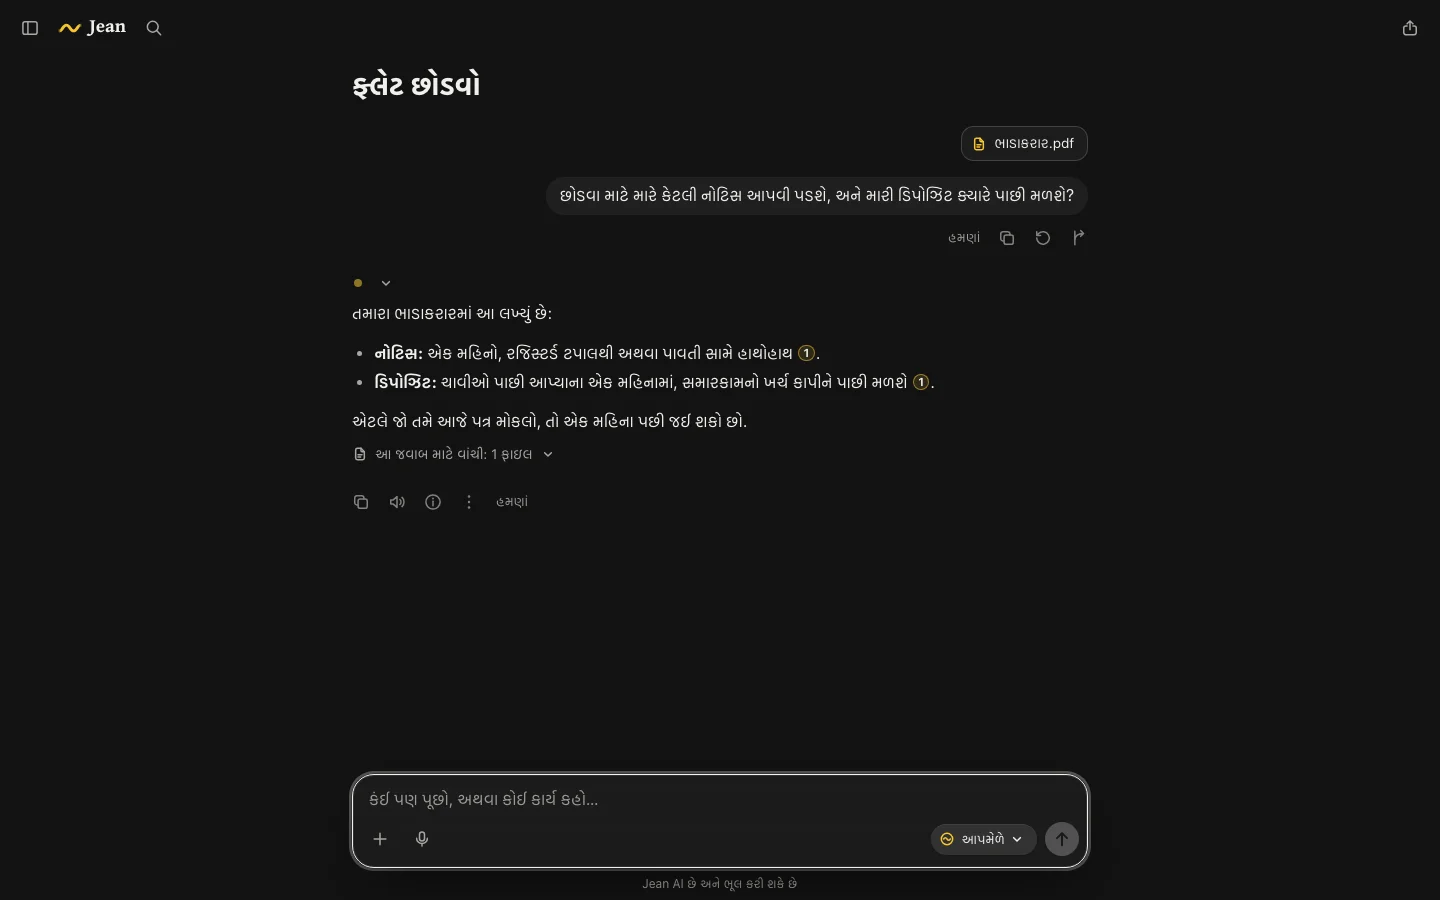 Jean
ફ્લેટ છોડવો
ભાડાકરાર.pdf
છોડવા માટે મારે કેટલી નોટિસ આપવી પડશે, અને મારી ડિપોઝિટ ક્યારે પાછી મળશે?
હમણાં
તમારા ભાડાકરારમાં આ લખ્યું છે:
• નોટિસ: એક મહિનો, રજિસ્ટર્ડ ટપાલથી અથવા પાવતી સામે હાથોહાથ 1.
• ડિપોઝિટ: ચાવીઓ પાછી આપ્યાના એક મહિનામાં, સમારકામનો ખર્ચ કાપીને પાછી મળશે 1.
એટલે જો તમે આજે પત્ર મોકલો, તો એક મહિના પછી જઈ શકો છો.
આ જવાબ માટે વાંચી: 1 ફાઇલ
હમણાં
કંઈ પણ પૂછો, અથવા કોઈ કાર્ય કહો...
આપમેળે
Jean AI છે અને ભૂલ કરી શકે છે